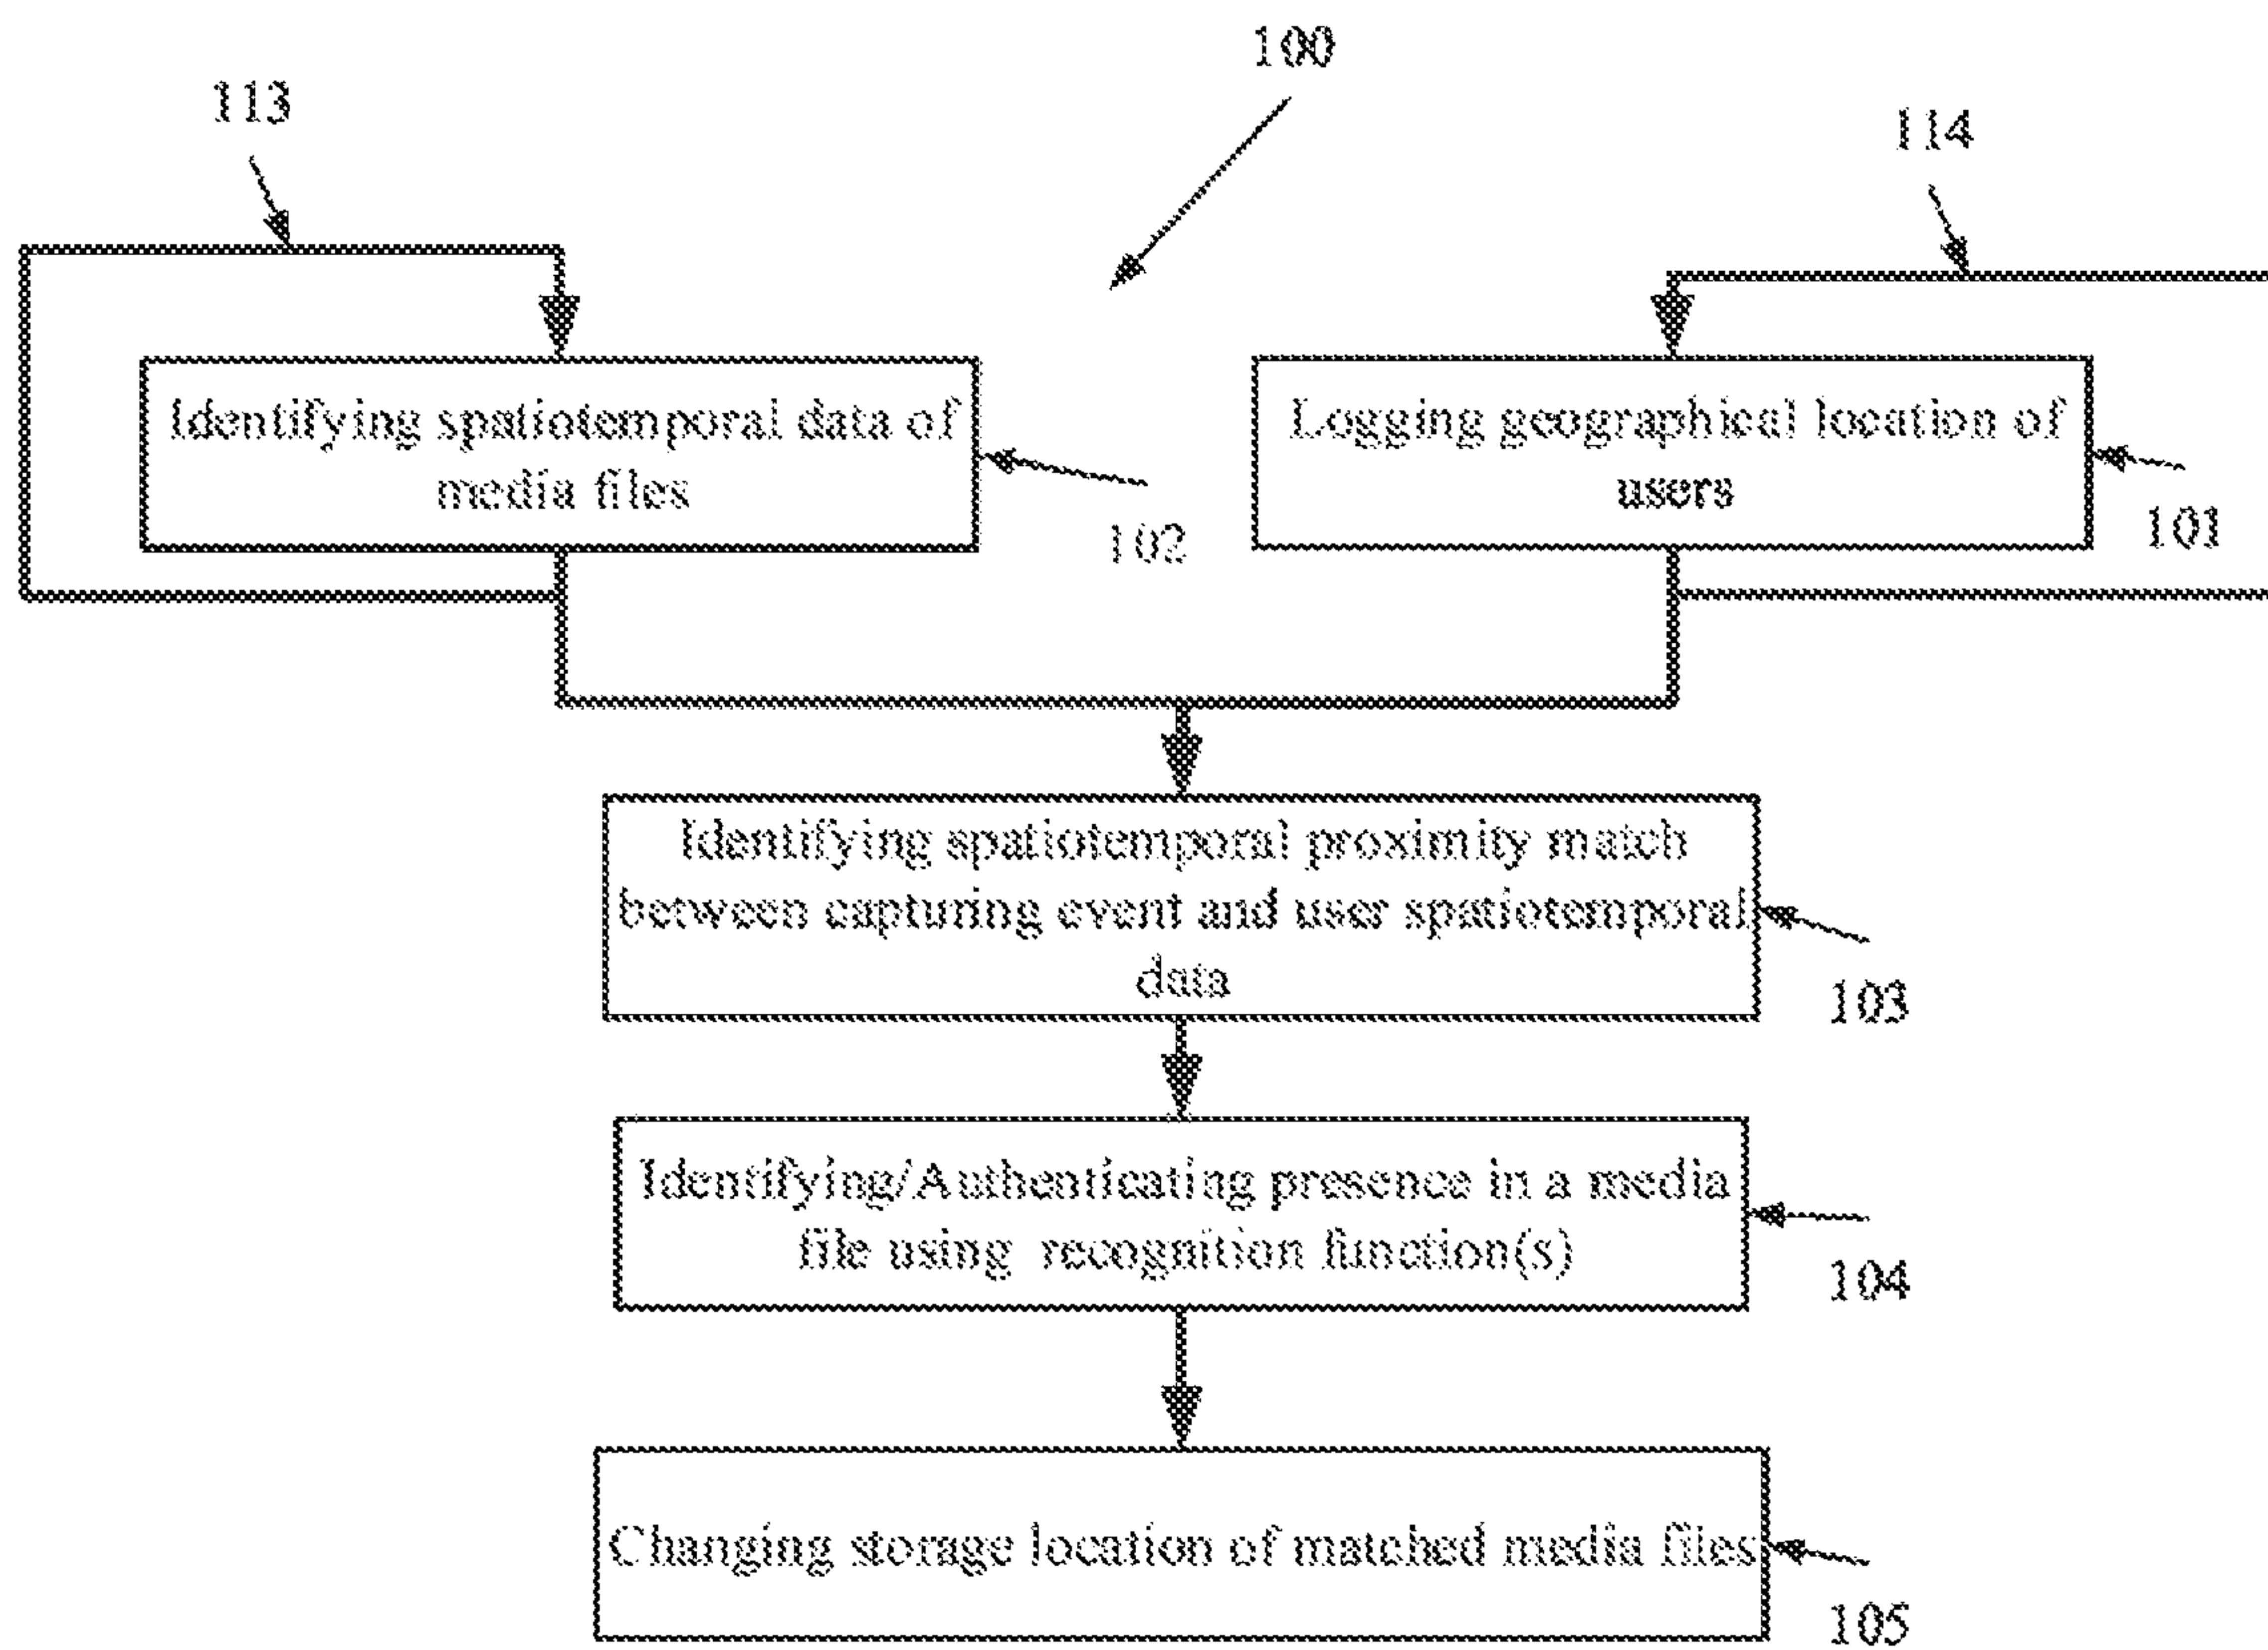 100
113
114
Identifying spatiotemporal data of
media files
102
Logging geographical location of
users
101
Identifying spatiotemporal proximity match
between capturing event and user spatiotemporal
data
103
Identifying/Authenticating presence in a media
file using recognition function(s)
104
Changing storage location of matched media files
105